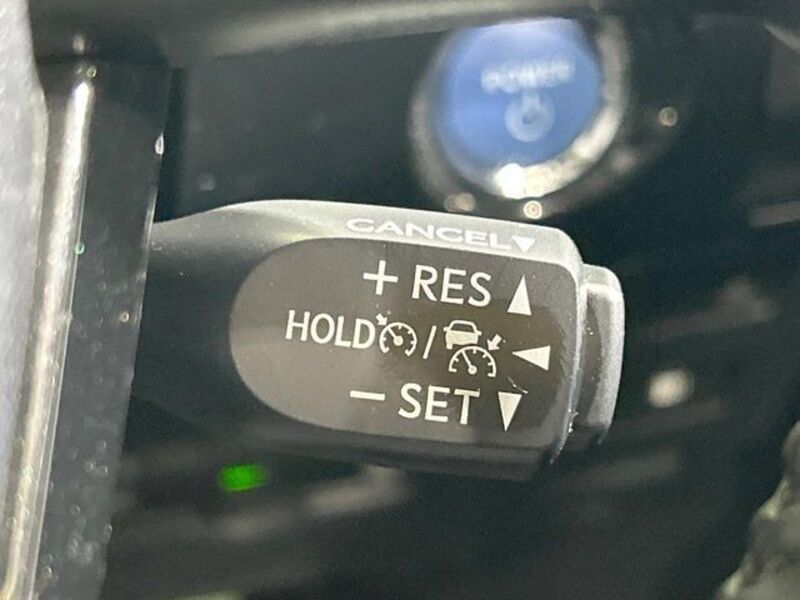 POWER
CANCEL
+ RES
HOLD /
− SET